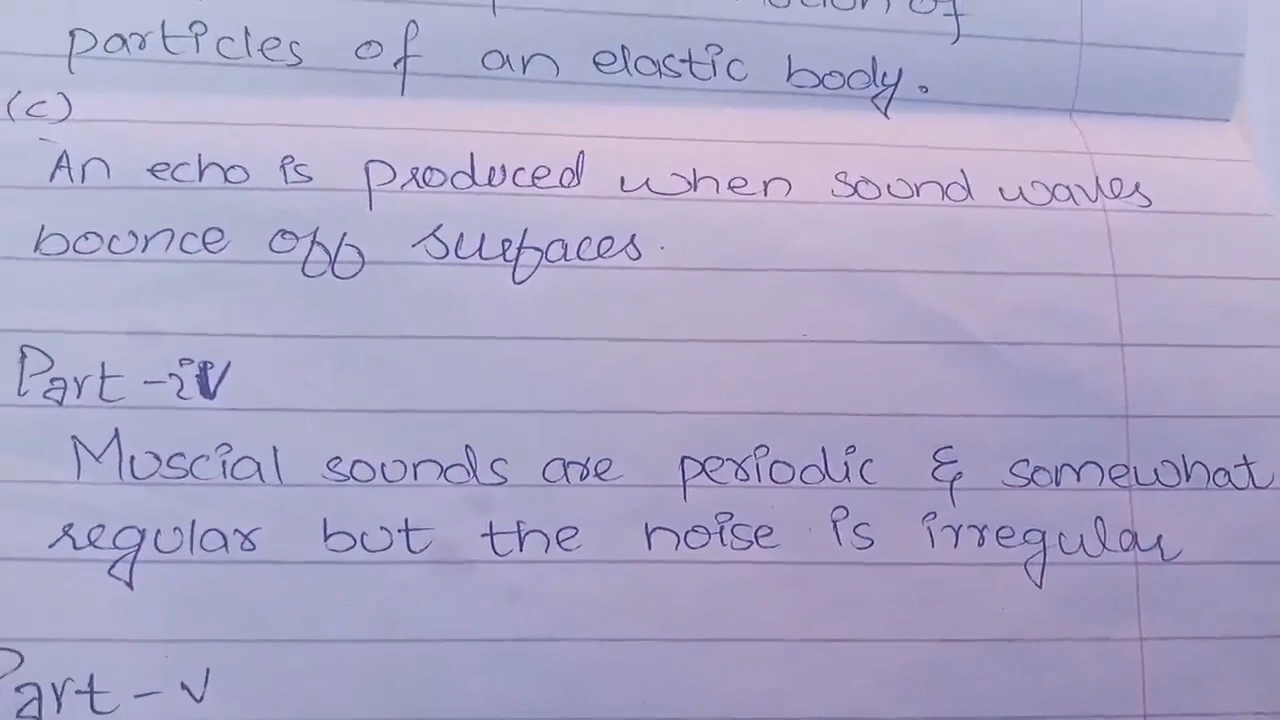 of
particles of an elastic body.
(c)
An echo is produced when sound waves
bounce off surfaces.
Part-iv
Muscial sounds are periodic & somewhat
regular but the noise is irregular
Part-v